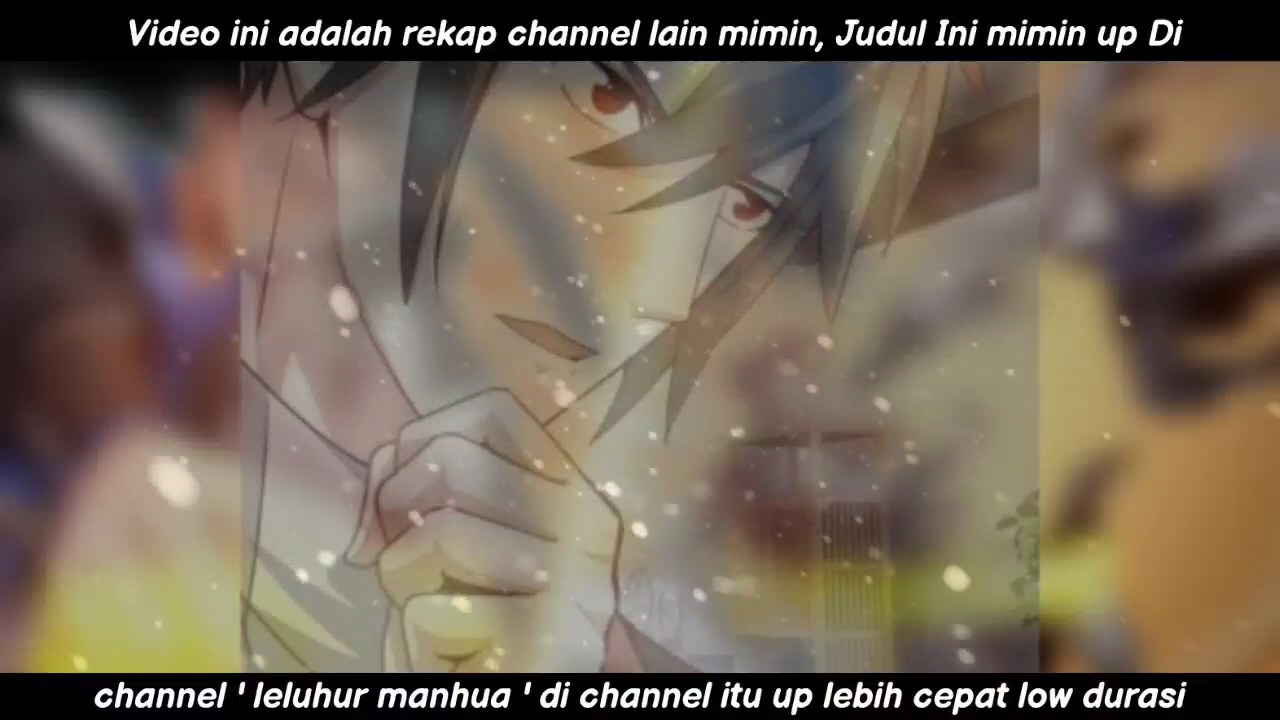 Video ini adalah rekap channel lain mimin, Judul Ini mimin up Di
channel ' leluhur manhua ' di channel itu up lebih cepat low durasi